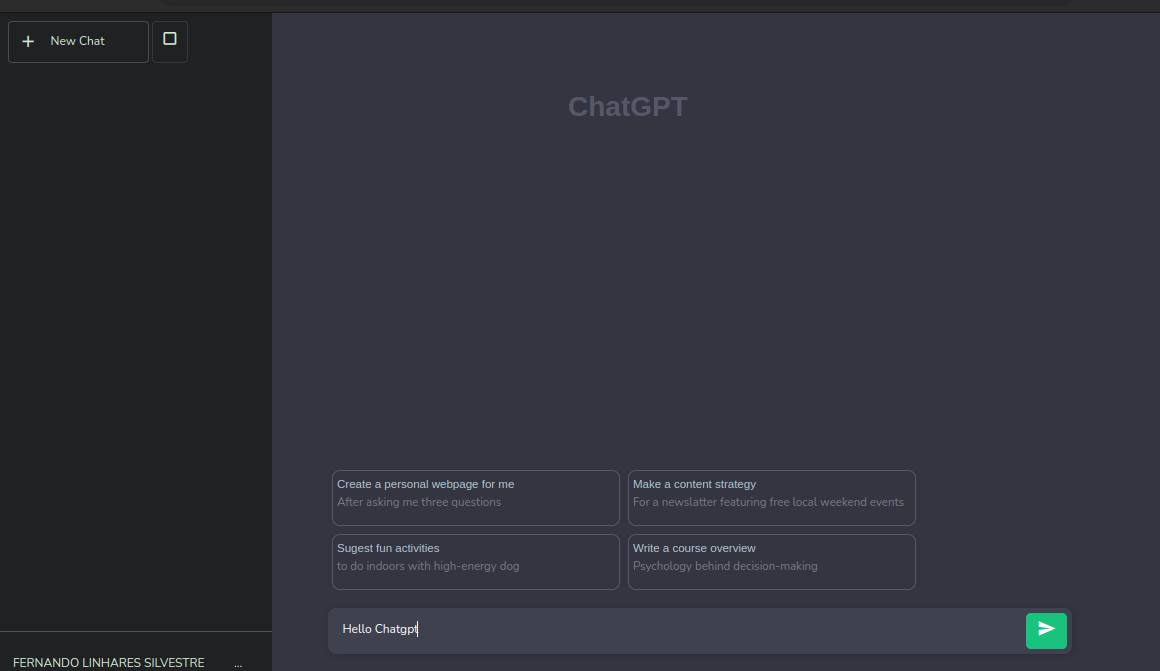 New Chat
ChatGPT
Create a personal webpage for me
After asking me three questions
Make a content strategy
For a newslatter featuring free local weekend events
Sugest fun activities
to do indoors with high-energy dog
Write a course overview
Psychology behind decision-making
Hello Chatgpt
FERNANDO LINHARES SILVESTRE ...